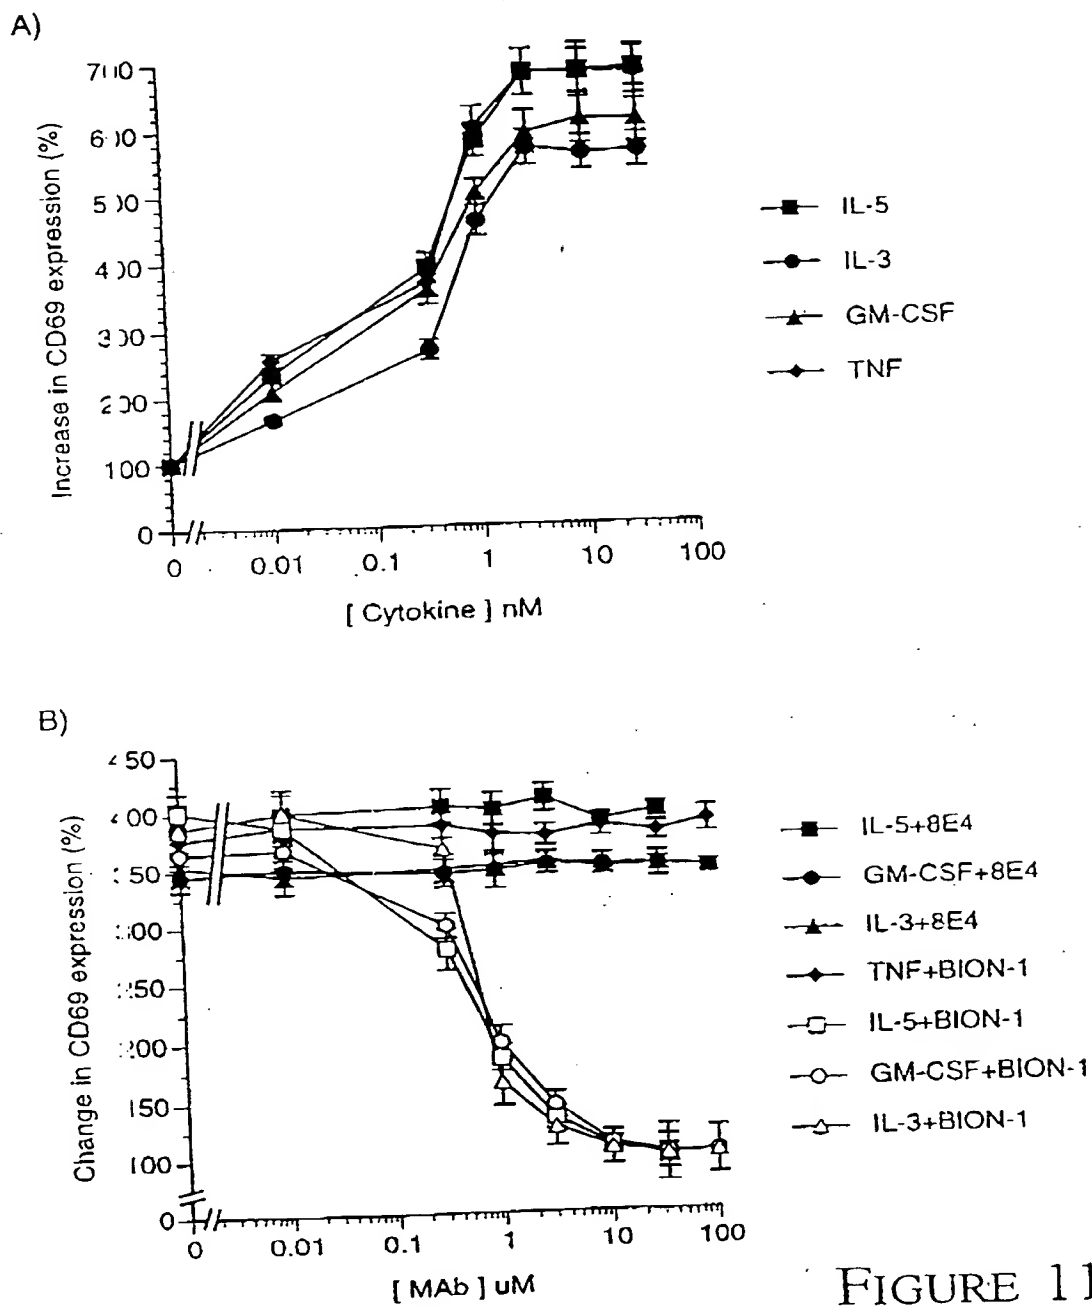 A)
Increase in CD69 expression (%)
700
600
500
400
300
200
100
0
0 0.01 0.1 1 10 100
[ Cytokine ] nM
IL-5
IL-3
GM-CSF
TNF
B)
Change in CD69 expression (%)
450
400
350
300
250
200
150
100
0
0 0.01 0.1 1 10 100
[ MAb ] uM
IL-5+8E4
GM-CSF+8E4
IL-3+8E4
TNF+BION-1
IL-5+BION-1
GM-CSF+BION-1
IL-3+BION-1
FIGURE 11